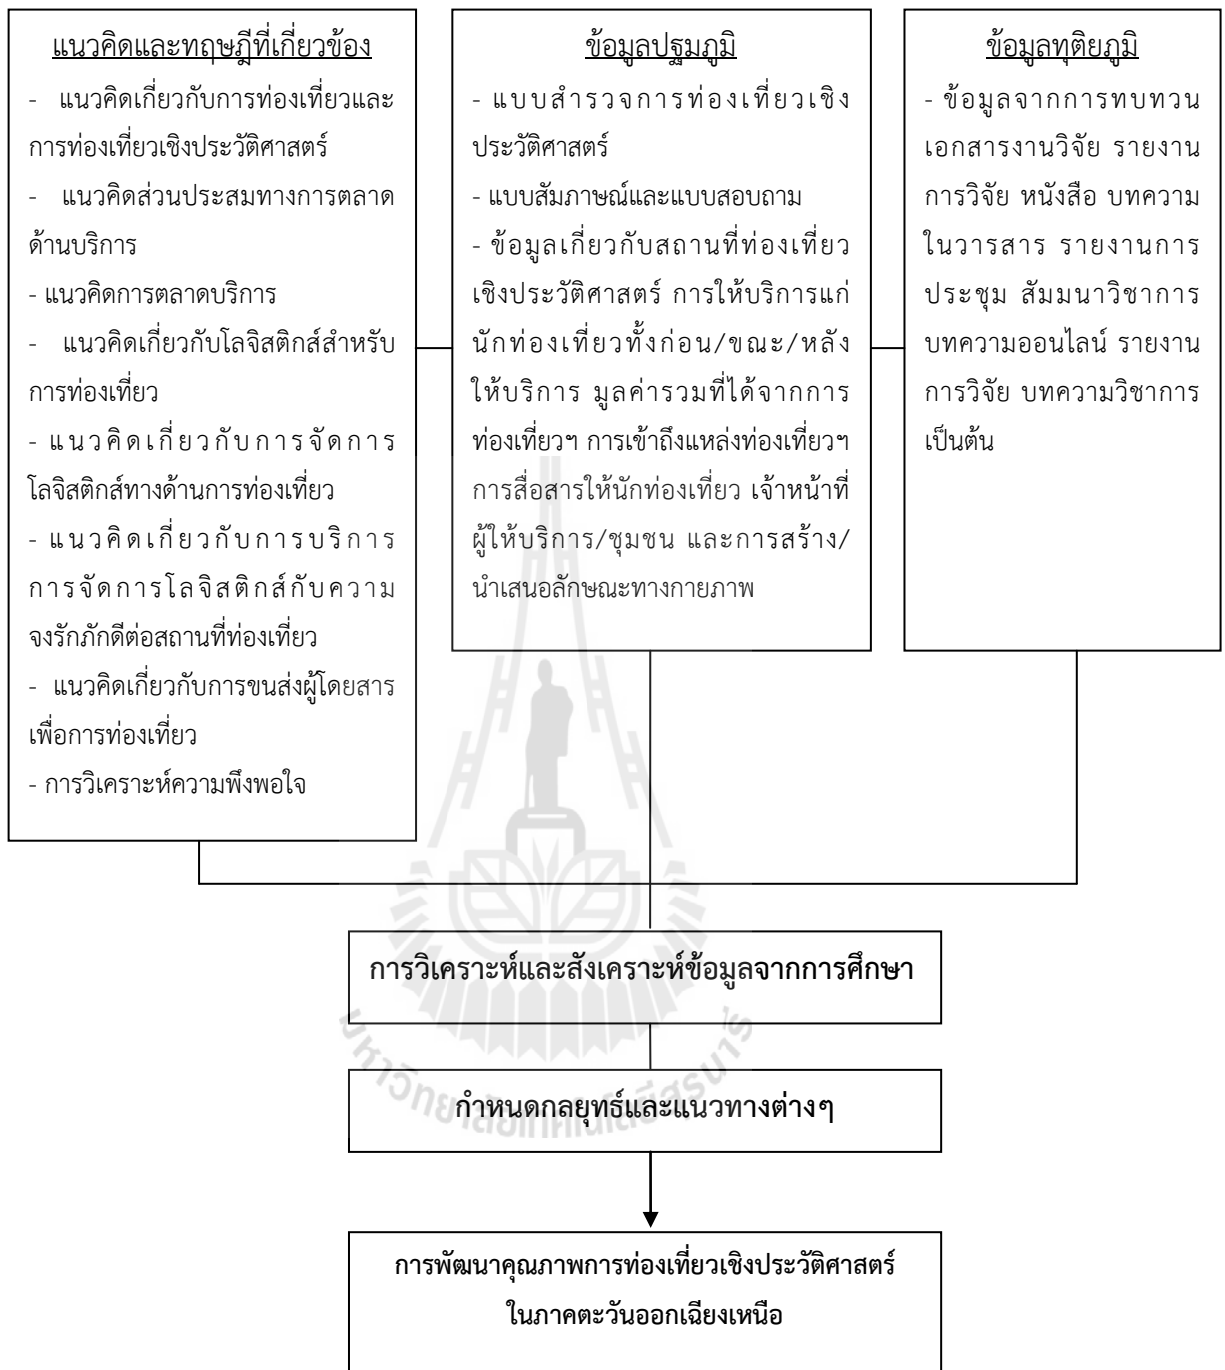 แนวคิดและทฤษฎีที่เกี่ยวข้อง
- แนวคิดเกี่ยวกับการท่องเที่ยวและ
การท่องเที่ยวเชิงประวัติศาสตร์
- แนวคิดส่วนประสมทางการตลาด
ด้านบริการ
- แนวคิดการตลาดบริการ
- แนวคิดเกี่ยวกับโลจิสติกส์สำหรับ
การท่องเที่ยว
- แนวคิดเกี่ยวกับการจัดการ
โลจิสติกส์ทางด้านการท่องเที่ยว
- แนวคิดเกี่ยวกับการบริการ
การจัดการโลจิสติกส์กับความ
จงรักภักดีต่อสถานที่ท่องเที่ยว
- แนวคิดเกี่ยวกับการขนส่งผู้โดยสาร
เพื่อการท่องเที่ยว
- การวิเคราะห์ความพึงพอใจ
ข้อมูลปฐมภูมิ
- แบบสำรวจการท่องเที่ยวเชิง
ประวัติศาสตร์
- แบบสัมภาษณ์และแบบสอบถาม
- ข้อมูลเกี่ยวกับสถานที่ท่องเที่ยว
เชิงประวัติศาสตร์ การให้บริการแก่
นักท่องเที่ยวทั้งก่อน/ขณะ/หลัง
ให้บริการ มูลค่ารวมที่ได้จากการ
ท่องเที่ยวฯ การเข้าถึงแหล่งท่องเที่ยวฯ
การสื่อสารให้นักท่องเที่ยว เจ้าหน้าที่
ผู้ให้บริการ/ชุมชน และการสร้าง/
นำเสนอลักษณะทางกายภาพ
ข้อมูลทุติยภูมิ
- ข้อมูลจากการทบทวน
เอกสารงานวิจัย รายงาน
การวิจัย หนังสือ บทความ
ในวารสาร รายงานการ
ประชุม สัมมนาวิชาการ
บทความออนไลน์ รายงาน
การวิจัย บทความวิชาการ
เป็นต้น
การวิเคราะห์และสังเคราะห์ข้อมูลจากการศึกษา
กำหนดกลยุทธ์และแนวทางต่างๆ
มหาวิทยาลัยเทคโนโลยีสุรนารี
การพัฒนาคุณภาพการท่องเที่ยวเชิงประวัติศาสตร์
ในภาคตะวันออกเฉียงเหนือ